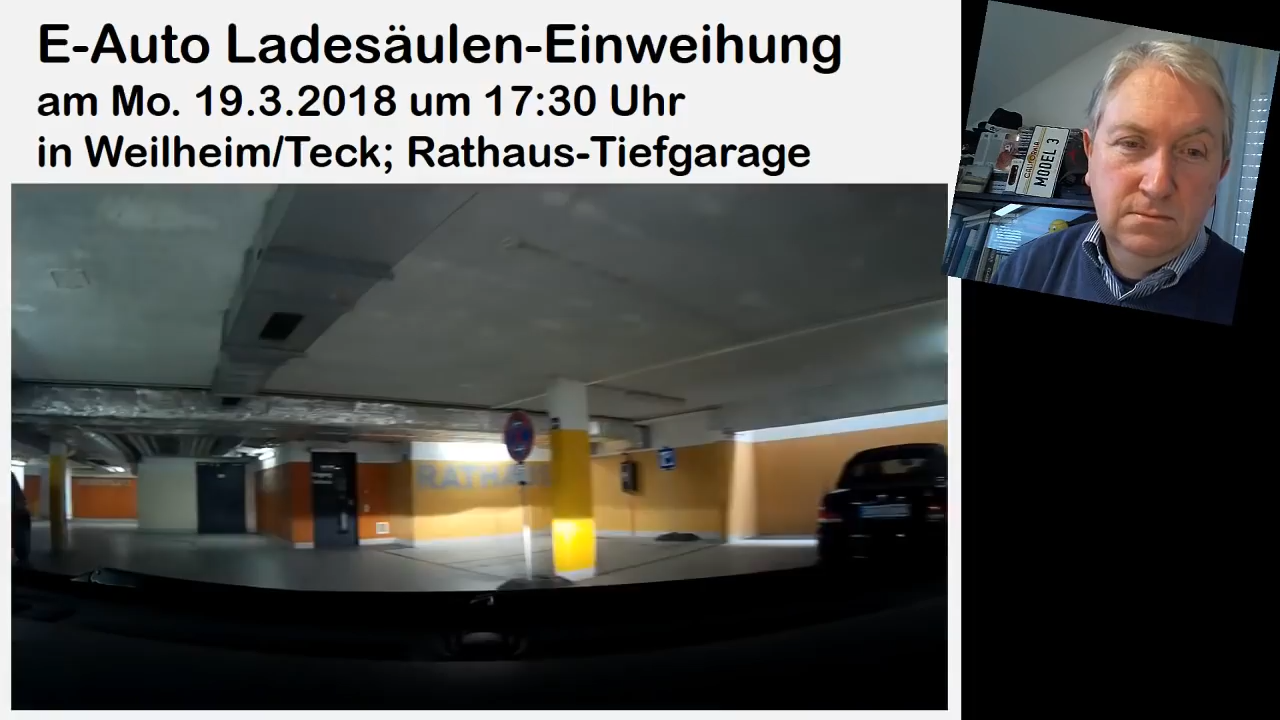 E-Auto Ladesäulen-Einweihung
am Mo. 19.3.2018 um 17:30 Uhr
in Weilheim/Teck; Rathaus-Tiefgarage
MODEL 3
RATHAUS